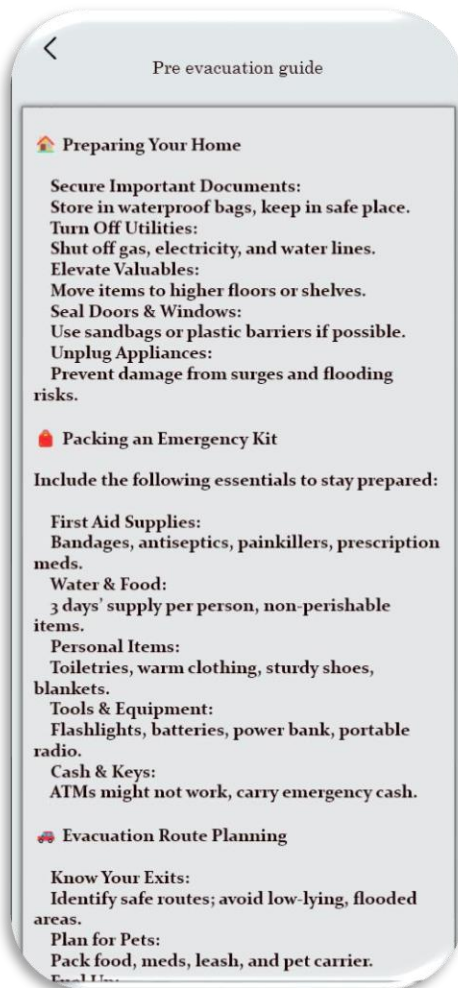 Pre evacuation guide
🏠 Preparing Your Home
Secure Important Documents:
Store in waterproof bags, keep in safe place.
Turn Off Utilities:
Shut off gas, electricity, and water lines.
Elevate Valuables:
Move items to higher floors or shelves.
Seal Doors & Windows:
Use sandbags or plastic barriers if possible.
Unplug Appliances:
Prevent damage from surges and flooding
risks.
🎒 Packing an Emergency Kit
Include the following essentials to stay prepared:
First Aid Supplies:
Bandages, antiseptics, painkillers, prescription
meds.
Water & Food:
3 days’ supply per person, non-perishable
items.
Personal Items:
Toiletries, warm clothing, sturdy shoes,
blankets.
Tools & Equipment:
Flashlights, batteries, power bank, portable
radio.
Cash & Keys:
ATMs might not work, carry emergency cash.
🚗 Evacuation Route Planning
Know Your Exits:
Identify safe routes; avoid low-lying, flooded
areas.
Plan for Pets:
Pack food, meds, leash, and pet carrier.
Fuel Up: